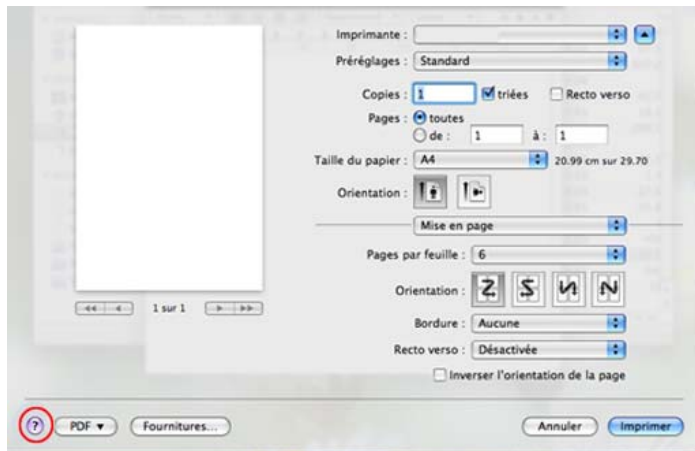 Imprimante :
Préréglages : Standard
Copies : 1 triées Recto verso
Pages : toutes
de : 1 à : 1
Taille du papier : A4 20.99 cm sur 29.70
Orientation :
Mise en page
Pages par feuille : 6
Orientation :
1 sur 1
Bordure : Aucune
Recto verso : Désactivée
Inverser l'orientation de la page
? PDF ▼ Fournitures... Annuler Imprimer